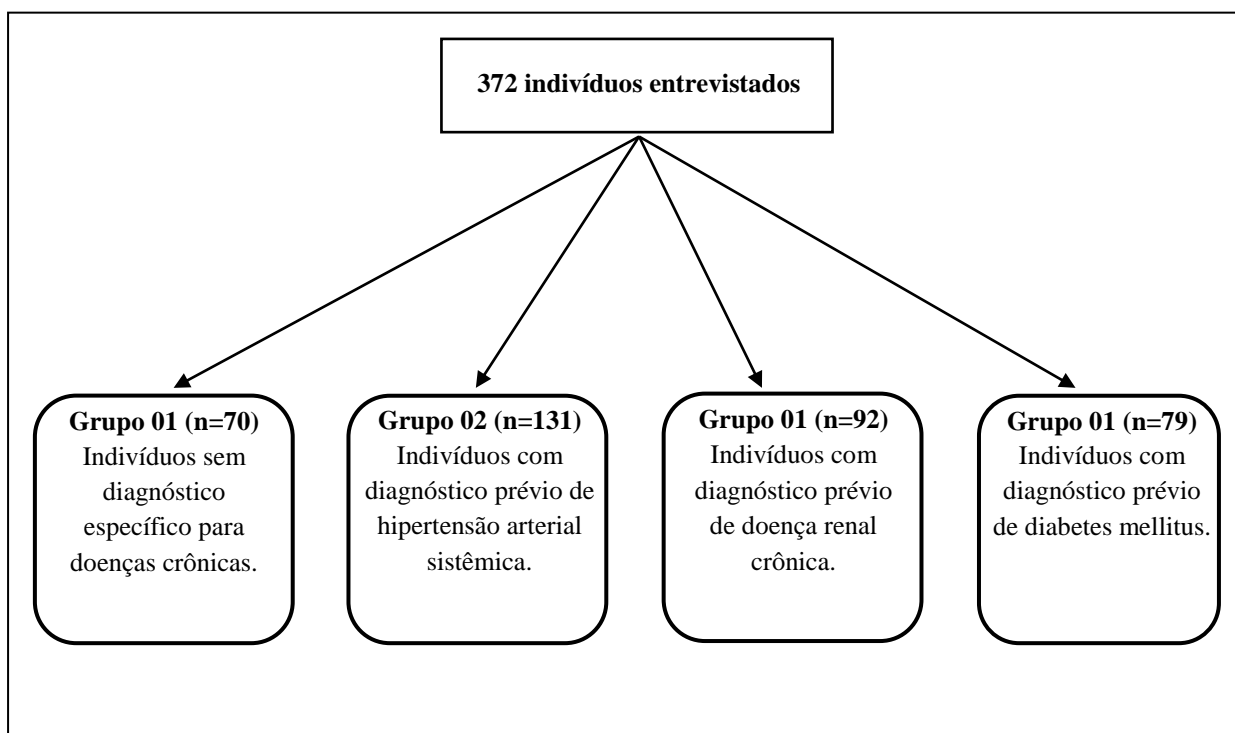 372 indivíduos entrevistados
Grupo 01 (n=70)
Indivíduos sem
diagnóstico
específico para
doenças crônicas.
Grupo 02 (n=131)
Indivíduos com
diagnóstico prévio de
hipertensão arterial
sistêmica.
Grupo 01 (n=92)
Indivíduos com
diagnóstico prévio
de doença renal
crônica.
Grupo 01 (n=79)
Indivíduos com
diagnóstico prévio
de diabetes mellitus.